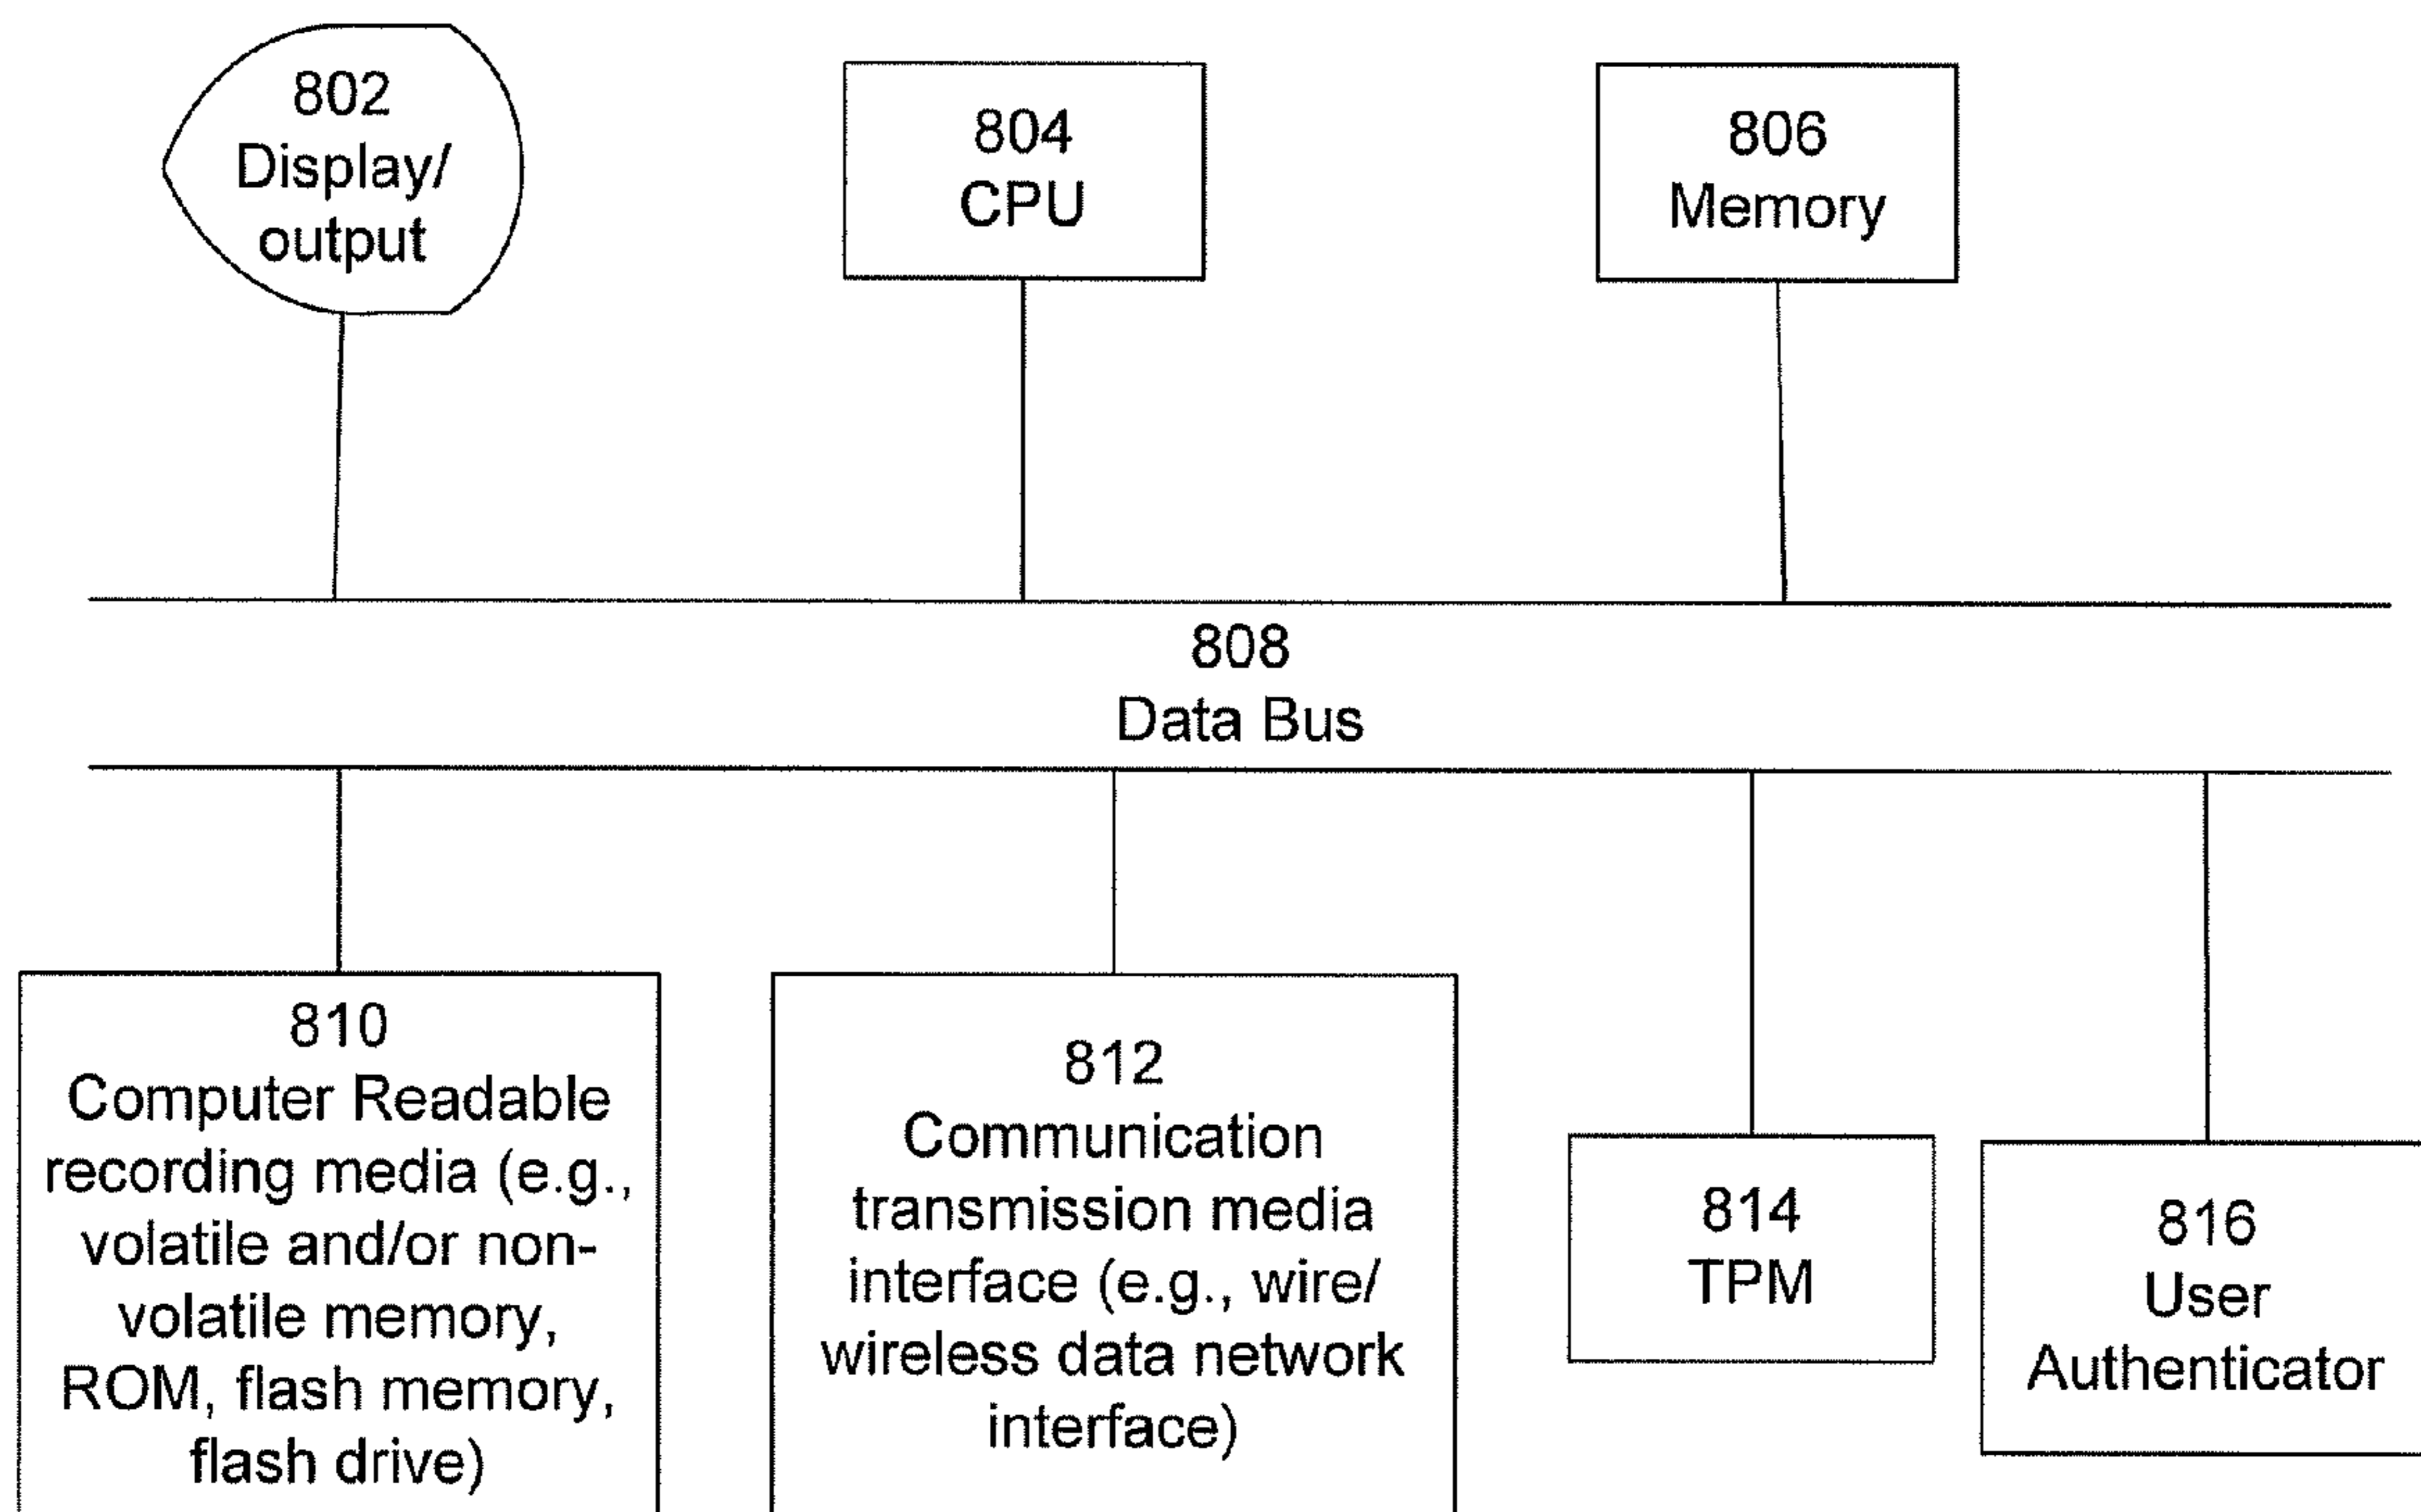 802
Display/
output
804
CPU
806
Memory
808
Data Bus
810
Computer Readable
recording media (e.g.,
volatile and/or non-
volatile memory,
ROM, flash memory,
flash drive)
812
Communication
transmission media
interface (e.g., wire/
wireless data network
interface)
814
TPM
816
User
Authenticator